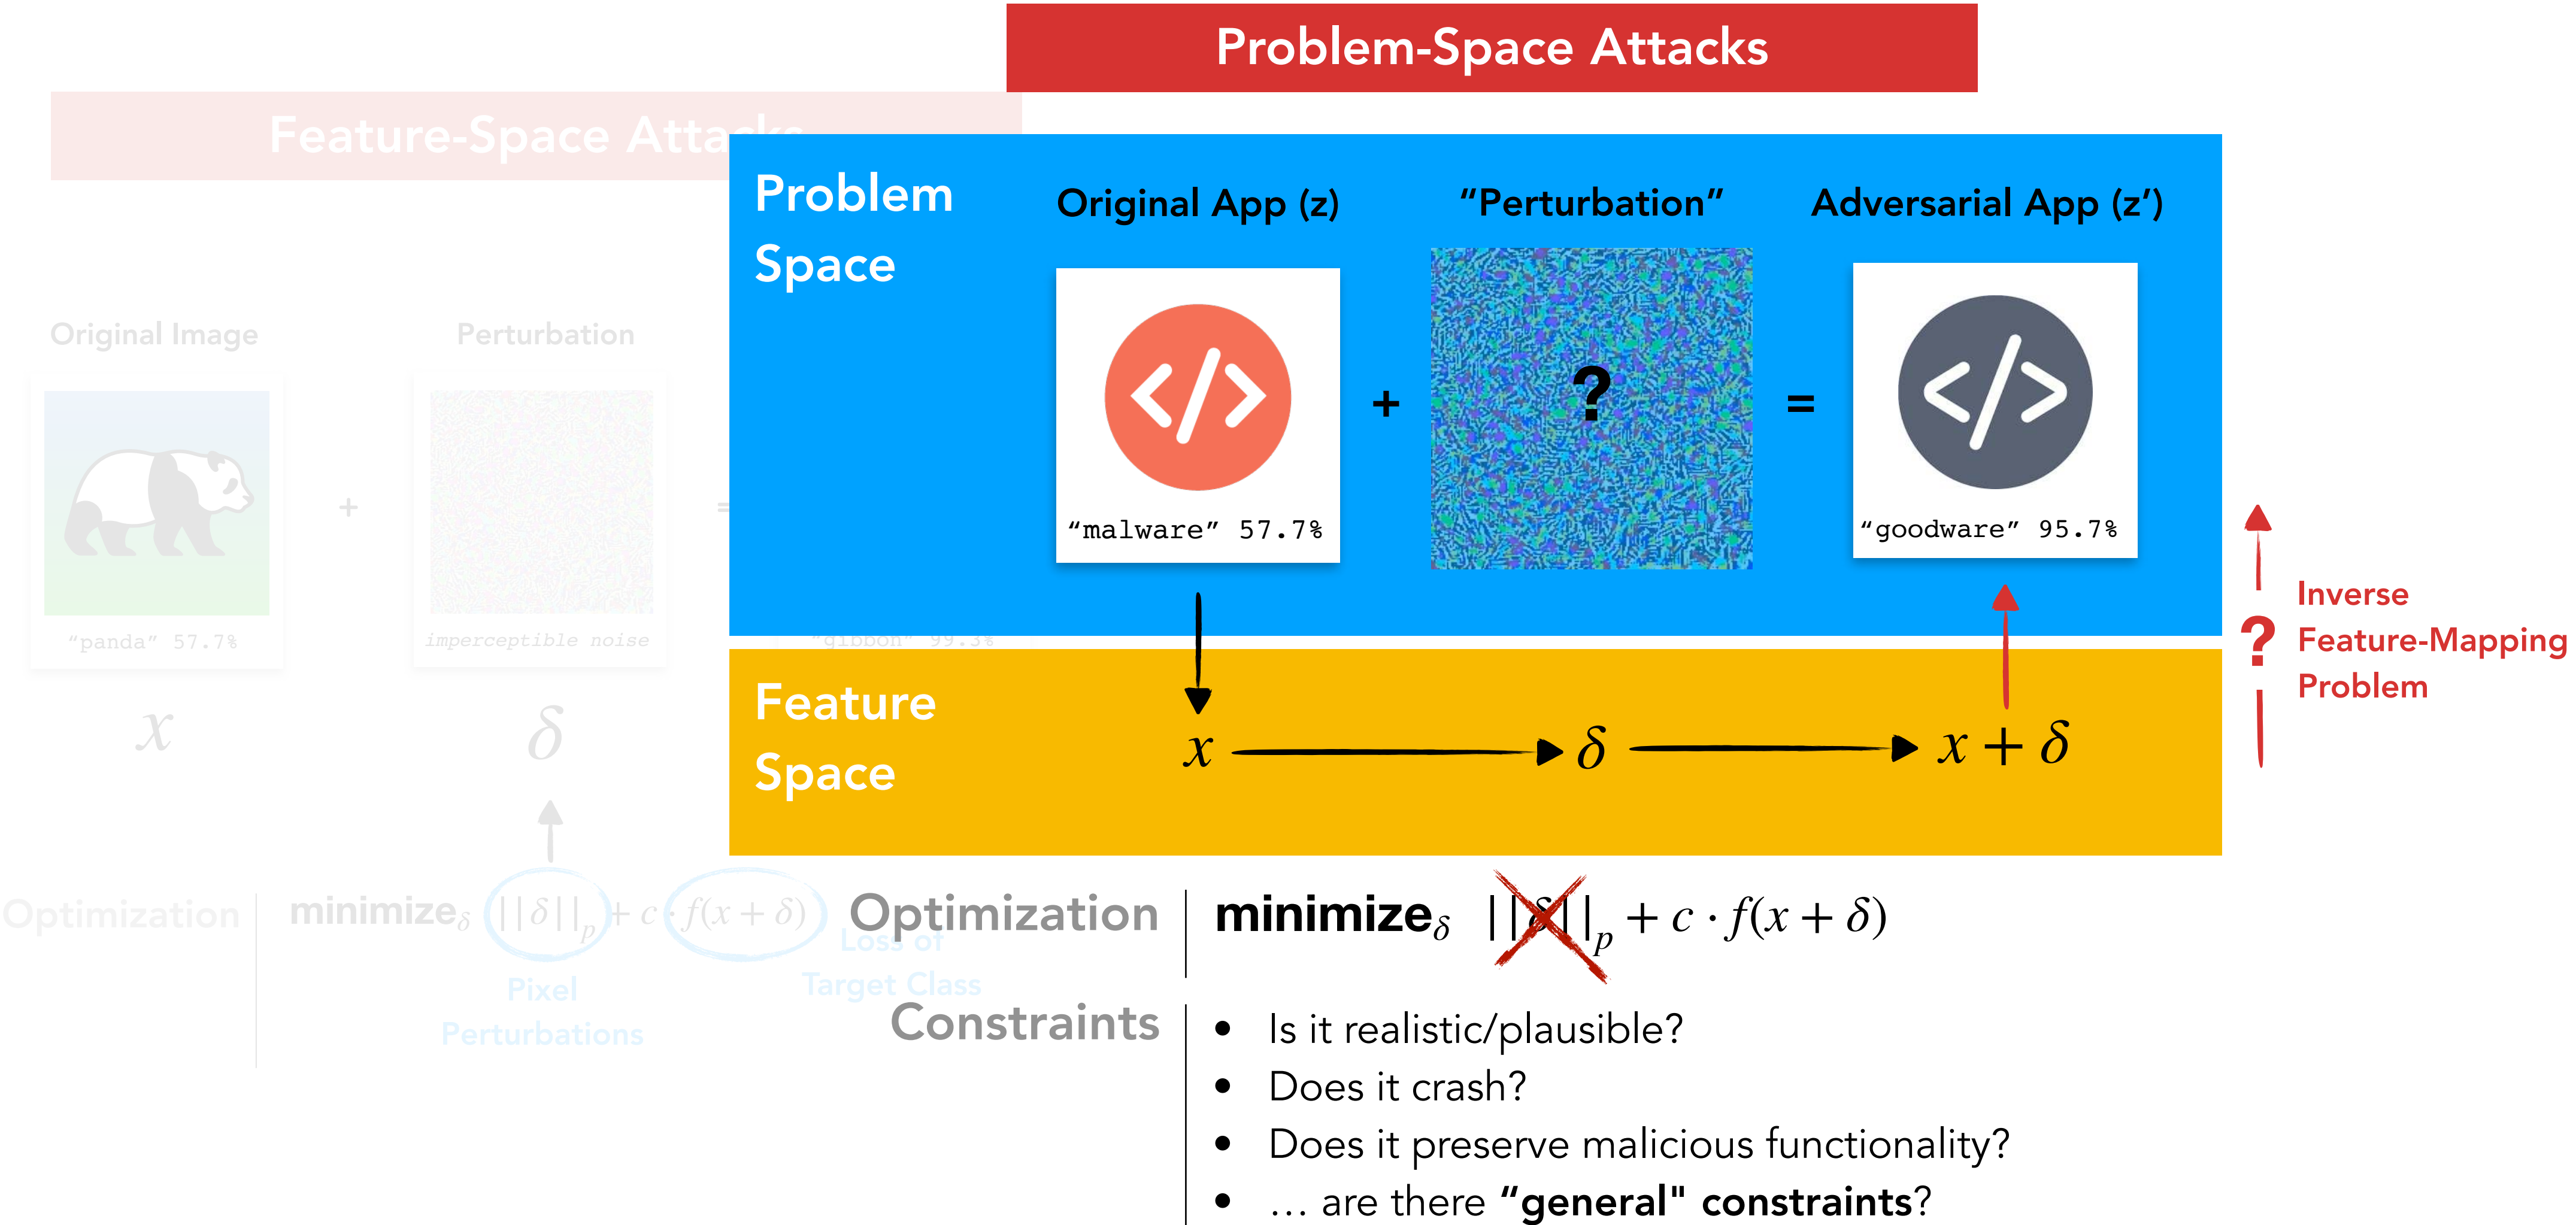 Problem-Space Attacks
Feature-Space Attacks
Problem
Space
Original App (z)
“Perturbation”
Adversarial App (z’)
?
+
=
“malware” 57.7%
“goodware” 95.7%
Original Image
Perturbation
+
=
“panda” 57.7%
imperceptible noise
“gibbon” 99.3%
x
δ
Inverse
? Feature-Mapping
Problem
Feature
Space
x
δ
x + δ
Optimization
minimizeδ ||δ||p + c · f(x + δ)
Pixel
Perturbations
Loss of
Target Class
Optimization
minimizeδ ||δ||p + c · f(x + δ)
Constraints
• Is it realistic/plausible?
• Does it crash?
• Does it preserve malicious functionality?
• … are there “general" constraints?